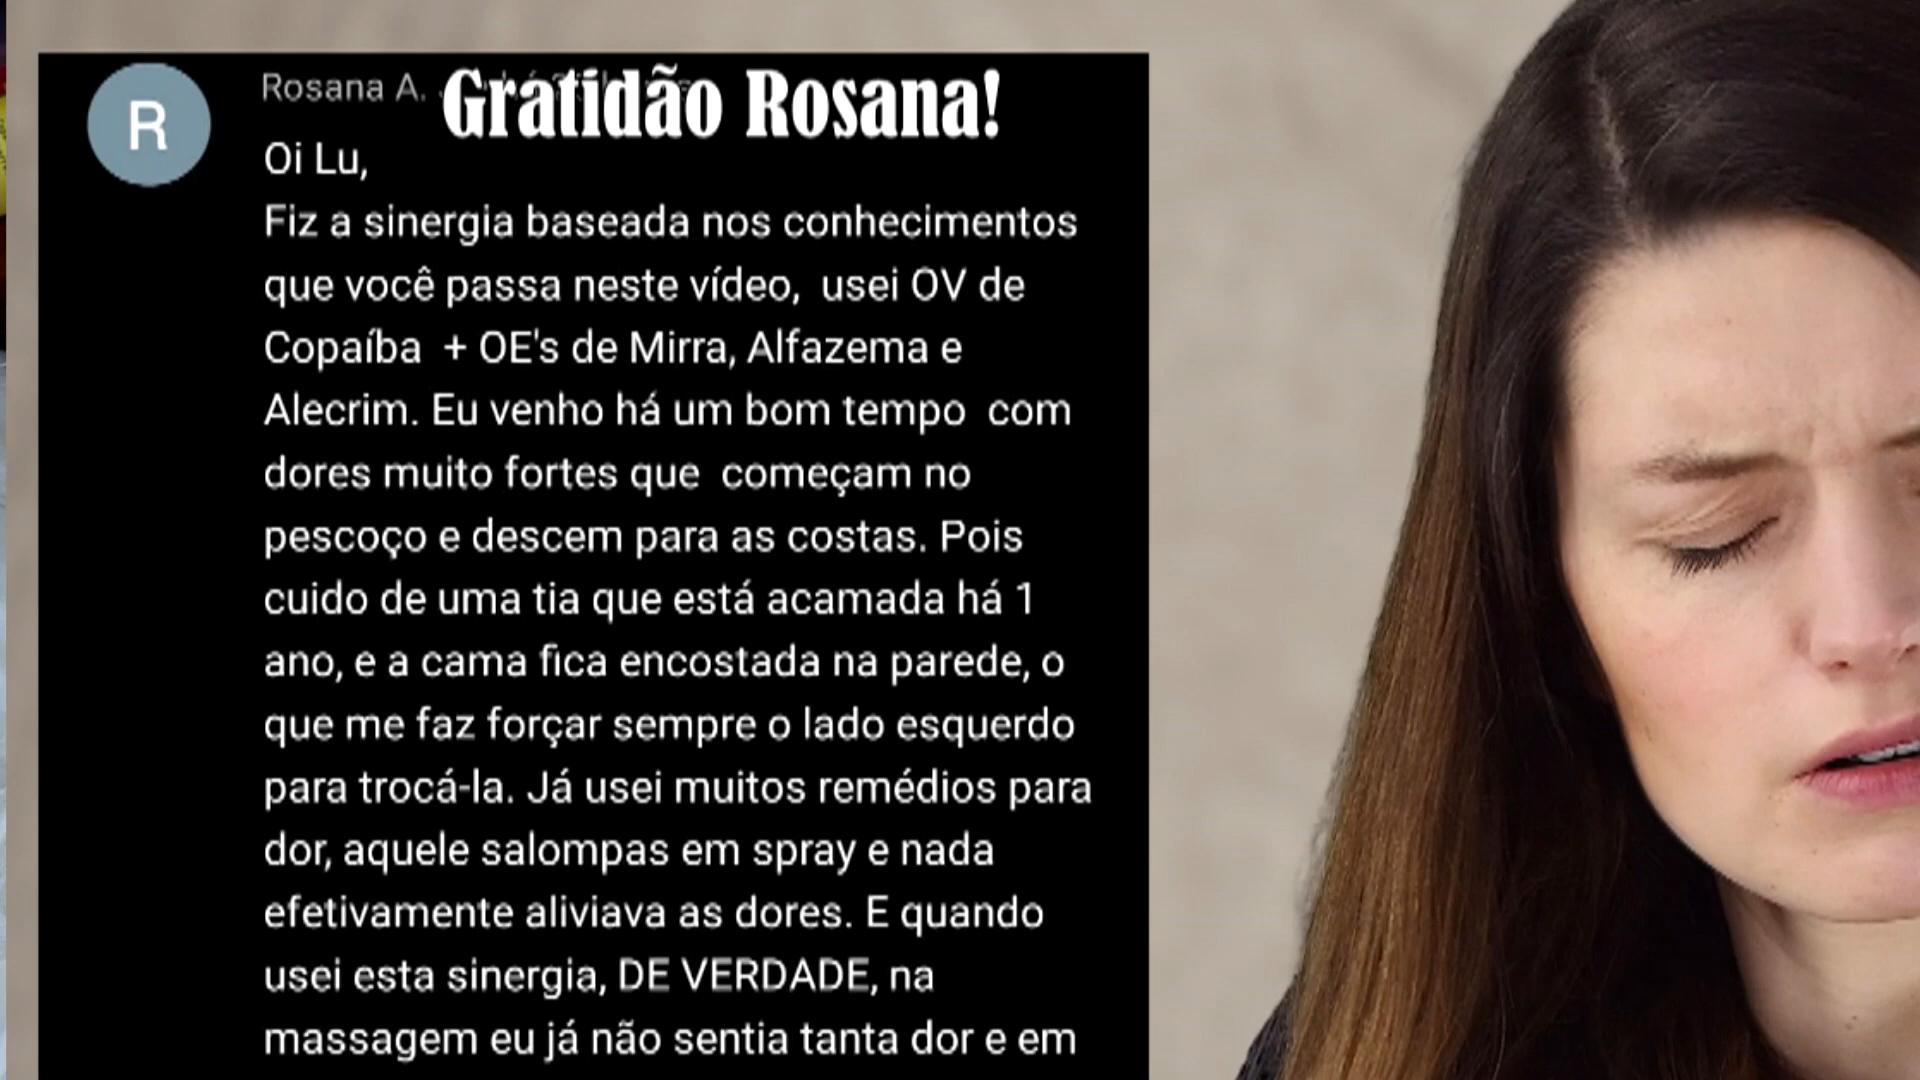 R
Rosana A.
Gratidão Rosana!
Oi Lu,
Fiz a sinergia baseada nos conhecimentos
que você passa neste vídeo, usei OV de
Copaíba + OE's de Mirra, Alfazema e
Alecrim. Eu venho há um bom tempo com
dores muito fortes que começam no
pescoço e descem para as costas. Pois
cuido de uma tia que está acamada há 1
ano, e a cama fica encostada na parede, o
que me faz forçar sempre o lado esquerdo
para trocá-la. Já usei muitos remédios para
dor, aquele salompas em spray e nada
efetivamente aliviava as dores. E quando
usei esta sinergia, DE VERDADE, na
massagem eu já não sentia tanta dor e em